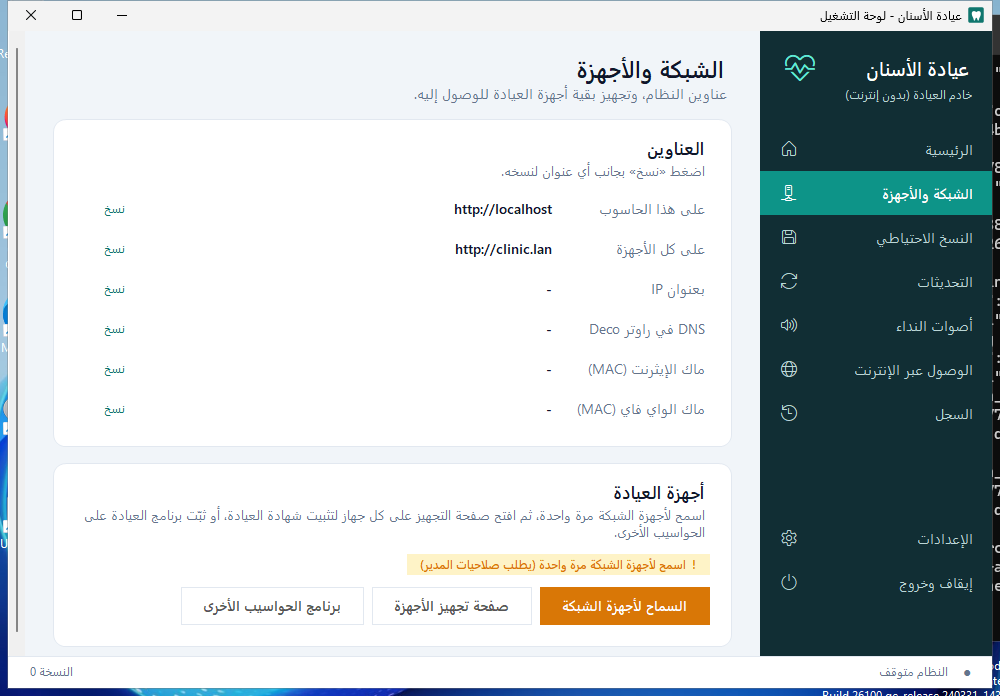 عيادة الأسنان - لوحة التشغيل
عيادة الأسنان
خادم العيادة (بدون إنترنت)
الرئيسية
الشبكة والأجهزة
النسخ الاحتياطي
التحديثات
أصوات النداء
الوصول عبر الإنترنت
السجل
الإعدادات
إيقاف وخروج
الشبكة والأجهزة
عناوين النظام، وتجهيز بقية أجهزة العيادة للوصول إليه.
العناوين
اضغط «نسخ» بجانب أي عنوان لنسخه.
على هذا الحاسوب http://localhost نسخ
على كل الأجهزة http://clinic.lan نسخ
بعنوان IP - نسخ
DNS في راوتر Deco - نسخ
ماك الإيثرنت (MAC) - نسخ
ماك الواي فاي (MAC) - نسخ
أجهزة العيادة
اسمح لأجهزة الشبكة مرة واحدة، ثم افتح صفحة التجهيز على كل جهاز لتثبيت شهادة العيادة، أو ثبّت برنامج العيادة على
الحواسيب الأخرى.
! اسمح لأجهزة الشبكة مرة واحدة (يطلب صلاحيات المدير)
السماح لأجهزة الشبكة صفحة تجهيز الأجهزة برنامج الحواسيب الأخرى
النظام متوقف النسخة 0